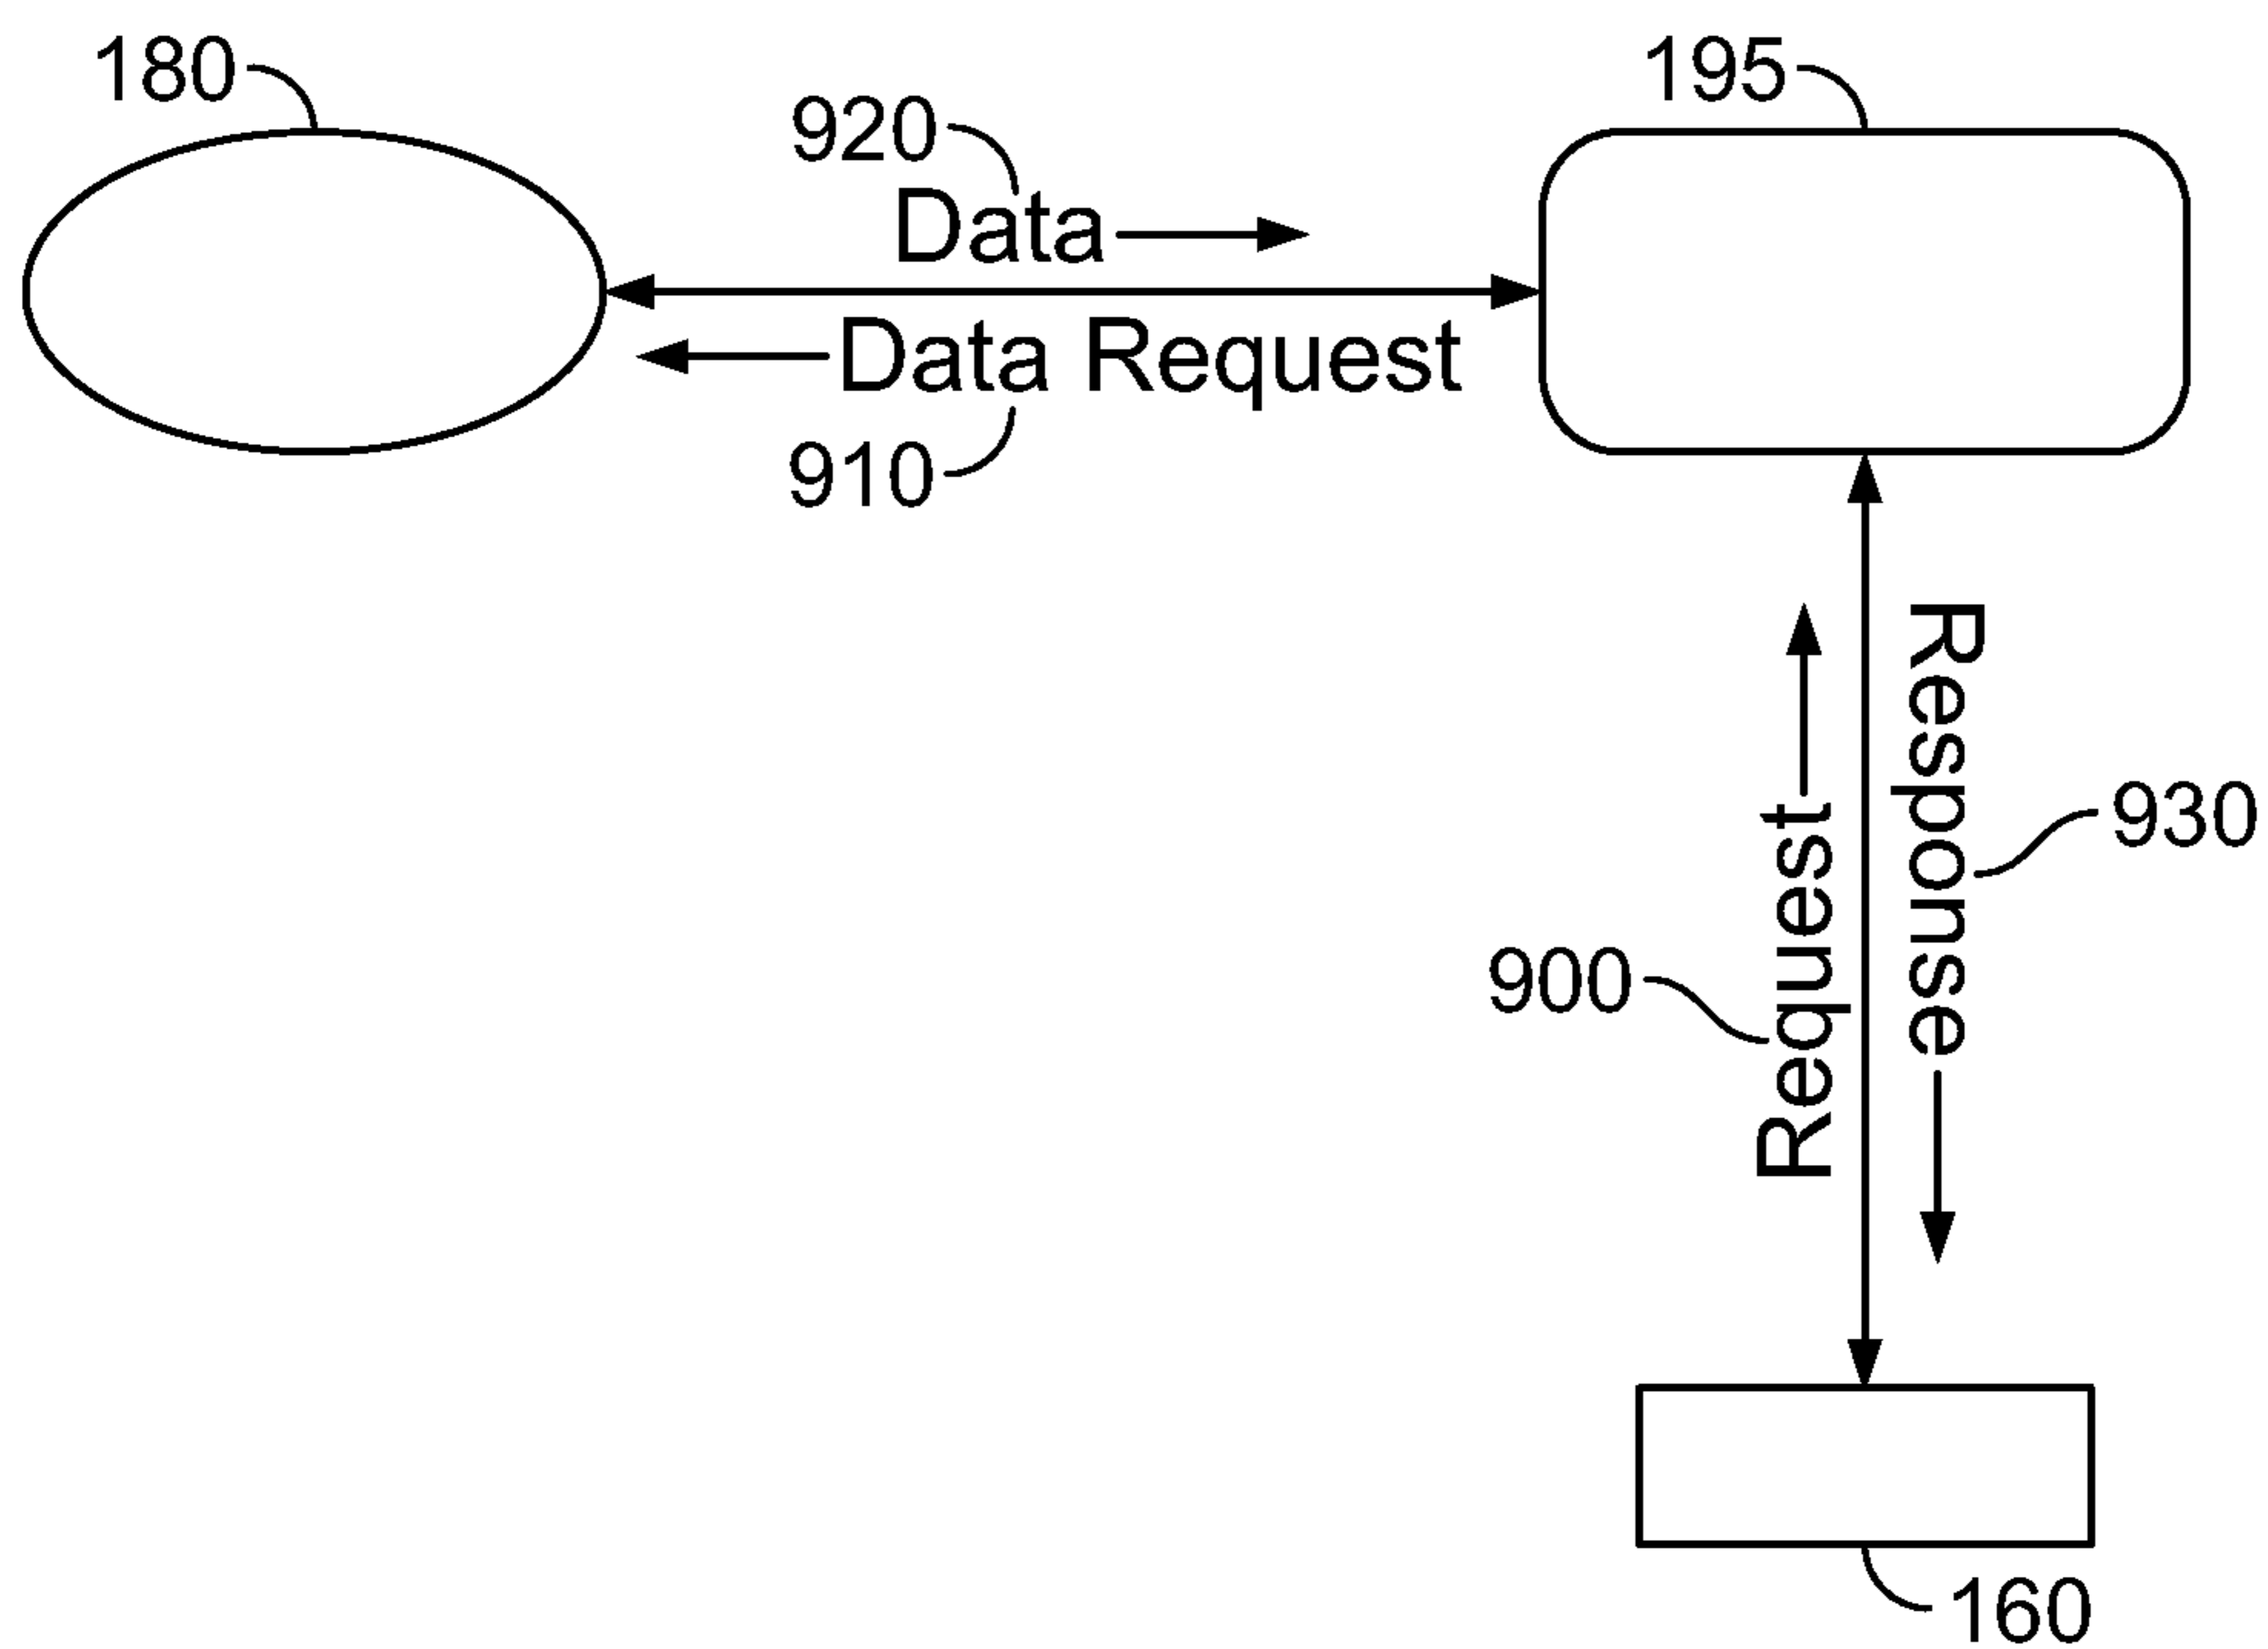 180
195
920
Data
Data Request
910
Response
930
Request
900
160